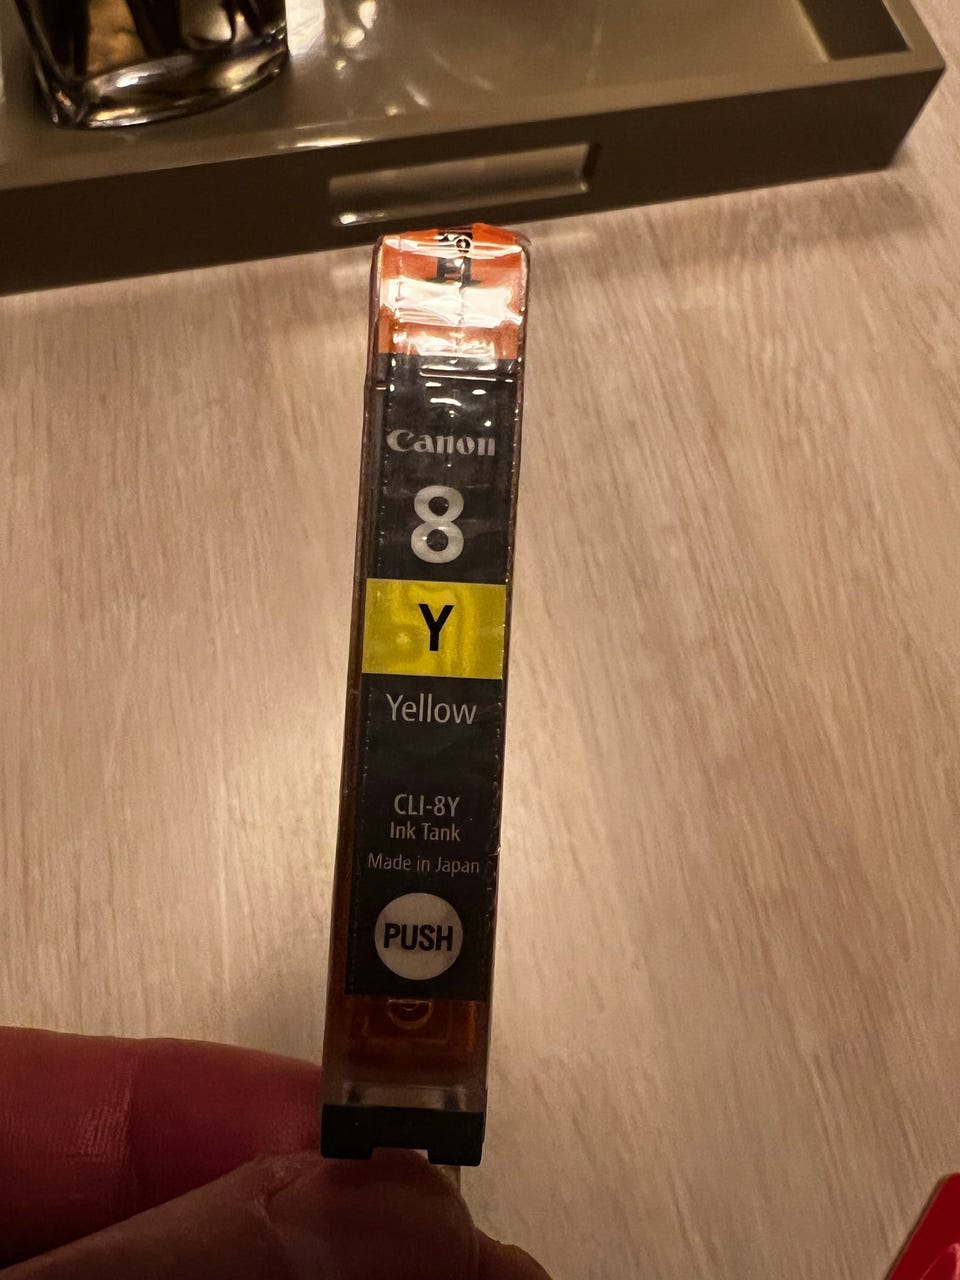 Canon
8
Y
Yellow
CLI-8Y
Ink Tank
Made in Japan
PUSH